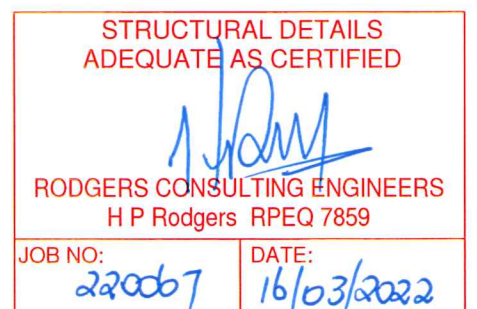 STRUCTURAL DETAILS
ADEQUATE AS CERTIFIED
RODGERS CONSULTING ENGINEERS
H P Rodgers RPEQ 7859
JOB NO:
220067
DATE:
16/03/2022